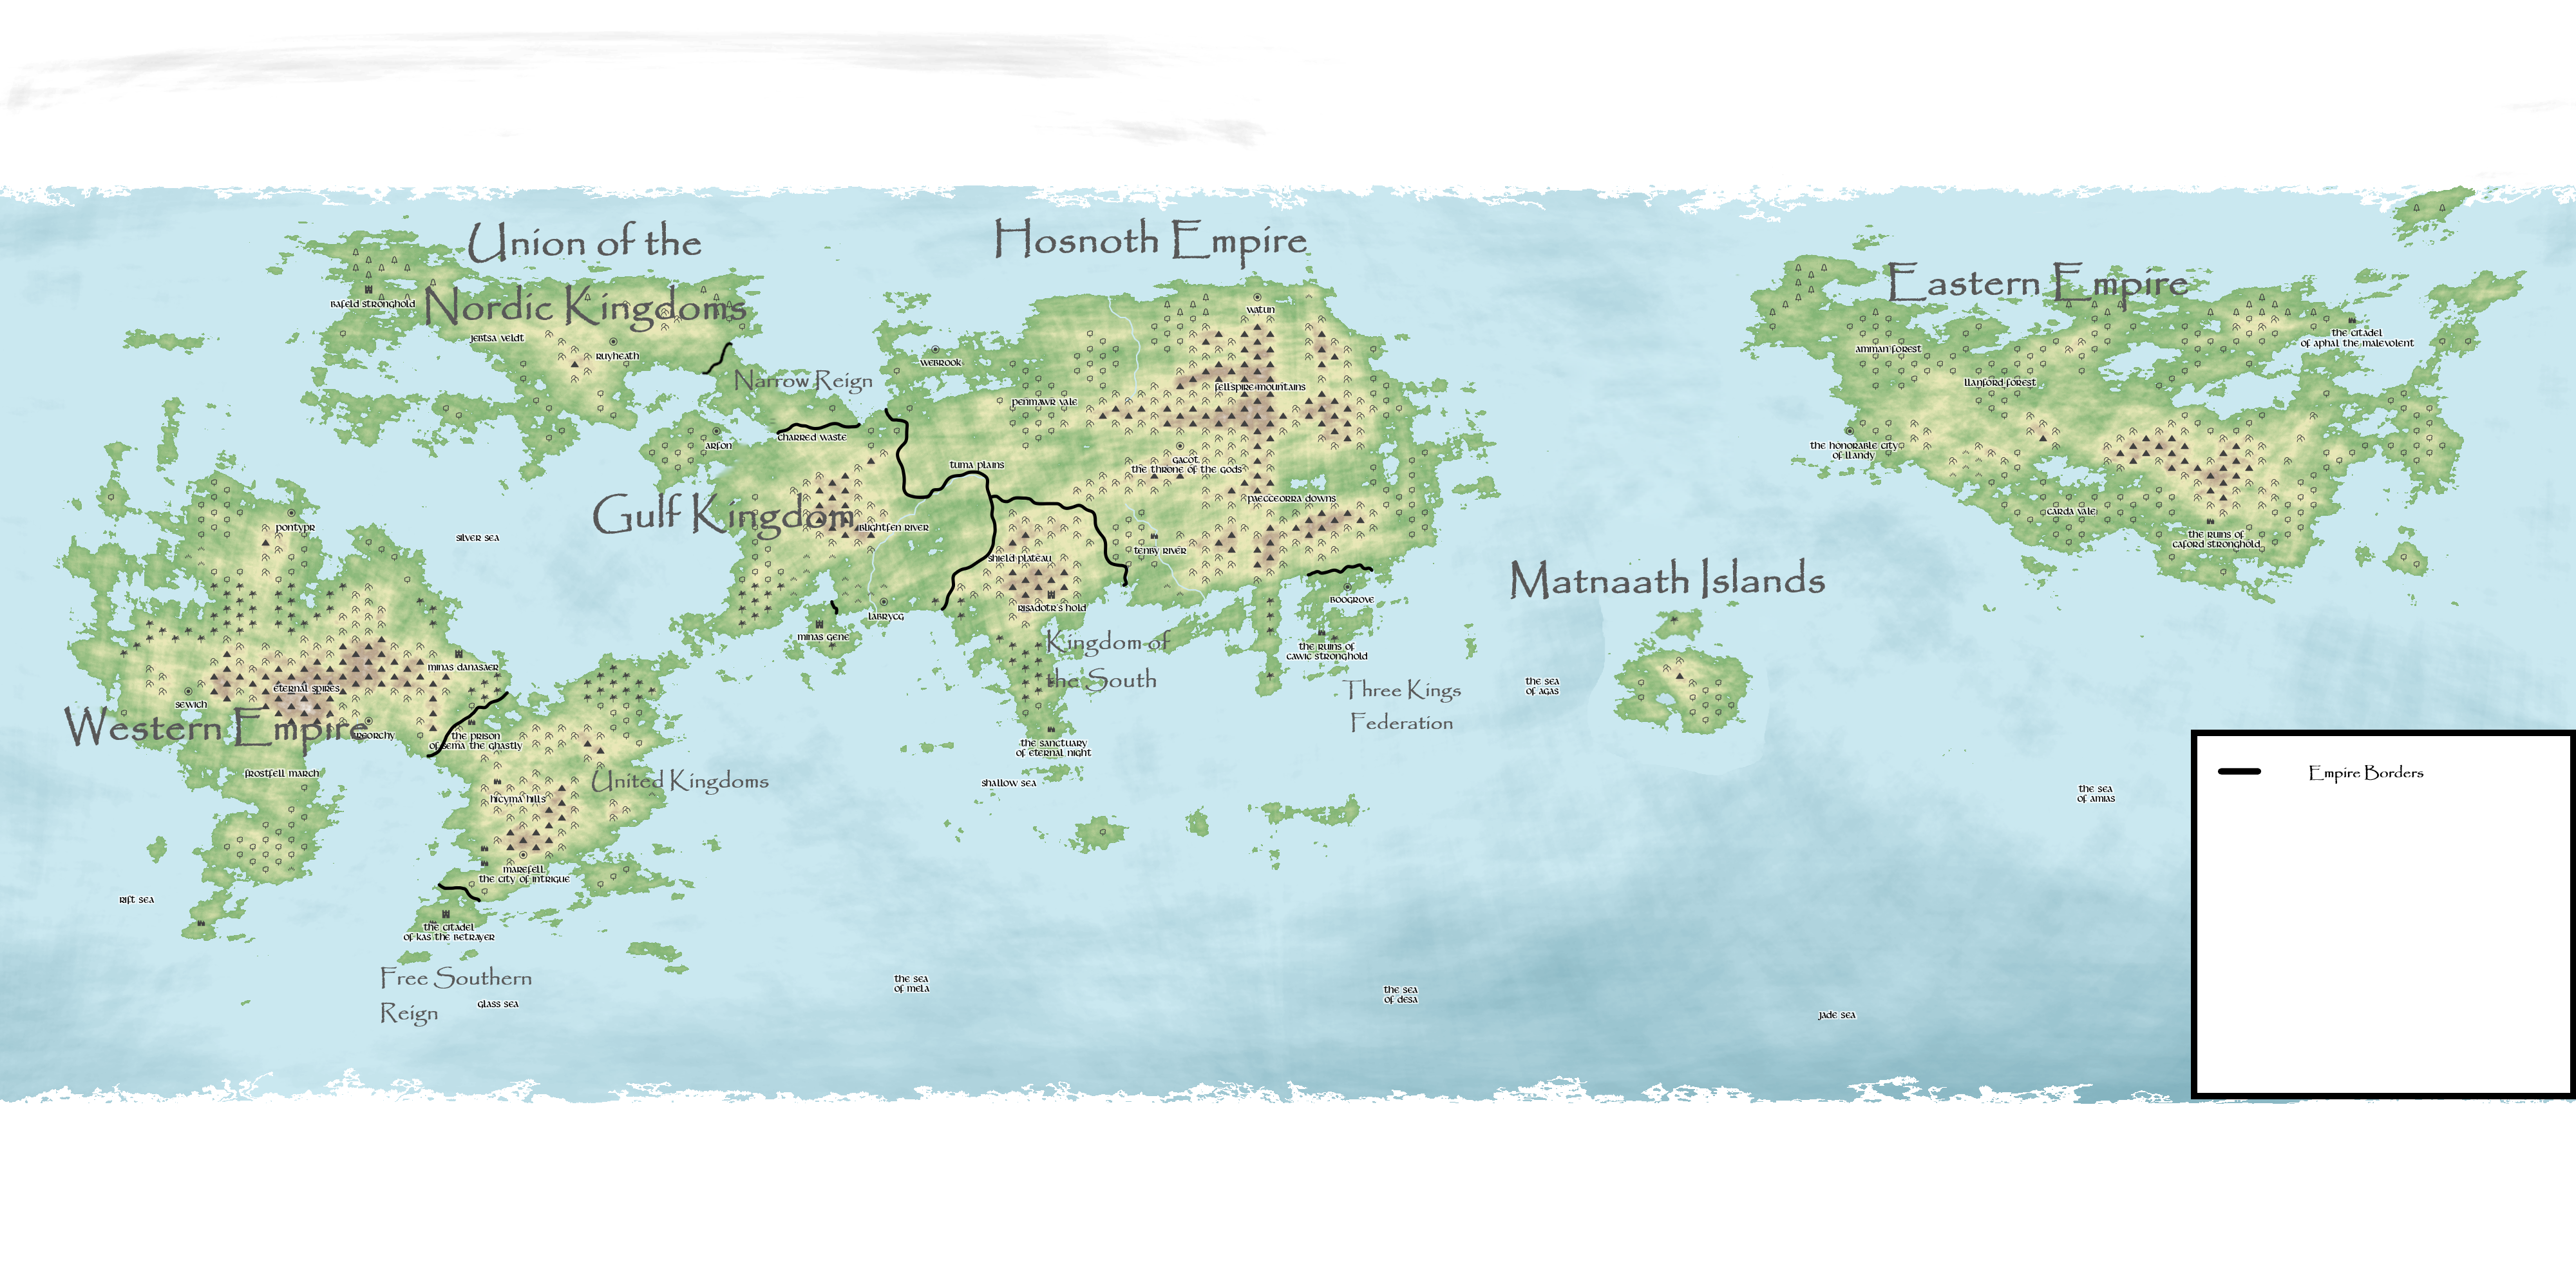 Union of the
Nordic Kingdoms
Hosnoth Empire
Eastern Empire
Bafeld Stronghold
Jebtsa Veldt
Ruyheath
Narrow Reign
Webrook
Watun
Fellspire Mountains
Penmawr Vale
Amman Forest
Llanford Forest
The Citadel
of Aphal the Malevolent
Charred Waste
Arfon
Tuma Plains
Gacot
The Throne of the Gods
The Honorable City
of Llandy
Pontypr
Silver Sea
Gulf Kingdom
Blightfen River
Paecceorra Downs
Carda Vale
Shield Plateau
Tenby River
The Ruins of
Caford Stronghold
Matnaath Islands
Minas Gene
Labrycg
Risadotr's Hold
Boogrove
Kingdom of
the South
The Ruins of
Cawic Stronghold
Minas Danasaer
Eternal Spires
Sewich
Western Empire
The Prison
of Sema the Ghastly
Three Kings
Federation
The Sea
of Agas
The Sanctuary
of Eternal Night
Shallow Sea
Frostfell March
United Kingdoms
Hicyma Hills
The Sea
of Amias
Empire Borders
Marefell
The City of Intrigue
Rift Sea
The Citadel
of Kas the Betrayer
Free Southern
Reign
Glass Sea
The Sea
of Mela
The Sea
of Desa
Jade Sea